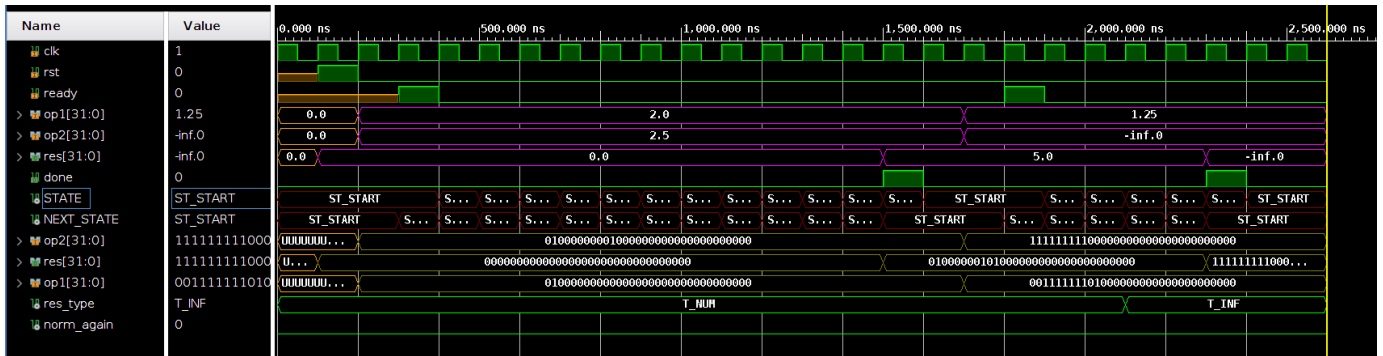 Name Value 0.000 ns 500.000 ns 1,000.000 ns 1,500.000 ns 2,000.000 ns 2,500.000 ns
clk 1
rst 0
ready 0
op1[31:0] 1.25 0.0 2.0 1.25
op2[31:0] -inf.0 0.0 2.5 -inf.0
res[31:0] -inf.0 0.0 0.0 5.0 -inf.0
done 0
STATE ST_START ST_START S... S... S... S... S... S... S... S... S... S... S... S... ST_START S... S... S... S... S... ST_START
NEXT_STATE ST_START ST_START S... S... S... S... S... S... S... S... S... S... S... S... ST_START S... S... S... S... S... ST_START
op2[31:0] 111111111000 UUUUUUU... 01000000001000000000000000000000 11111111100000000000000000000000
res[31:0] 111111111000 U... 00000000000000000000000000000000 01000000101000000000000000000000 111111111000...
op1[31:0] 001111111010 UUUUUUU... 01000000000000000000000000000000 00111111101000000000000000000000
res_type T_INF T_NUM T_INF
norm_again 0